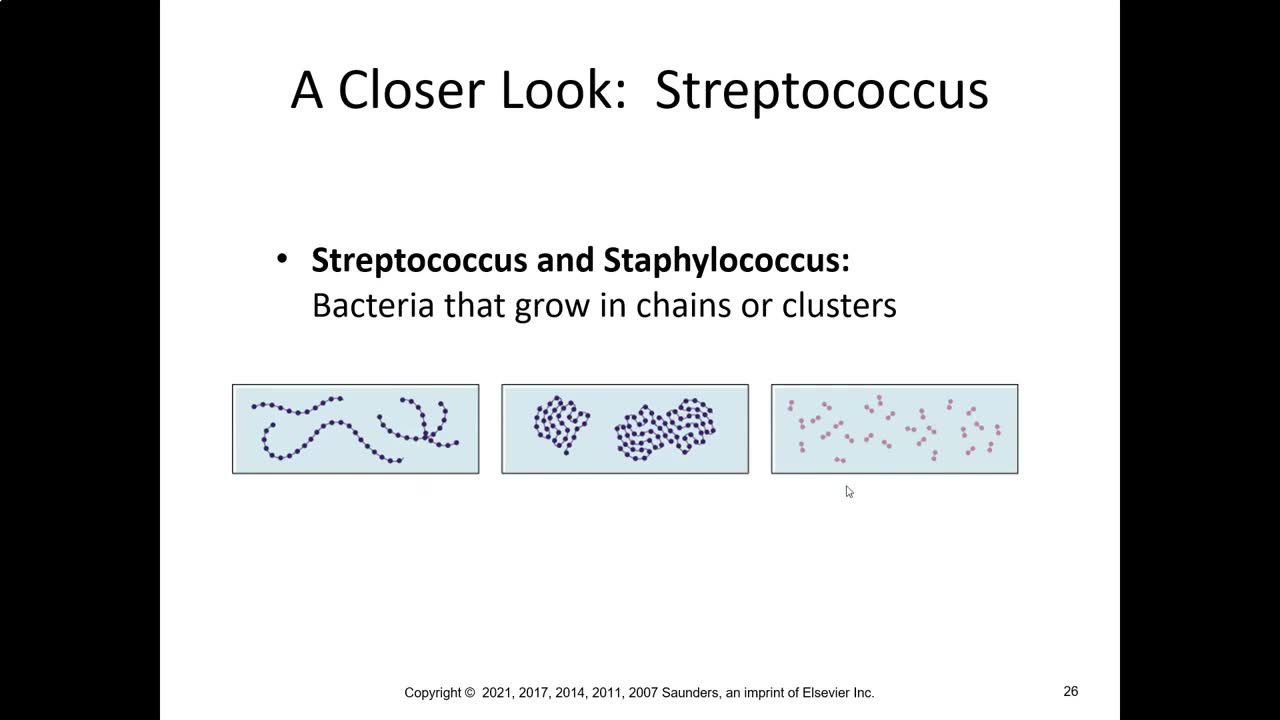 A Closer Look:  Streptococcus
• Streptococcus and Staphylococcus:
Bacteria that grow in chains or clusters
Copyright ©  2021, 2017, 2014, 2011, 2007 Saunders, an imprint of Elsevier Inc.
26